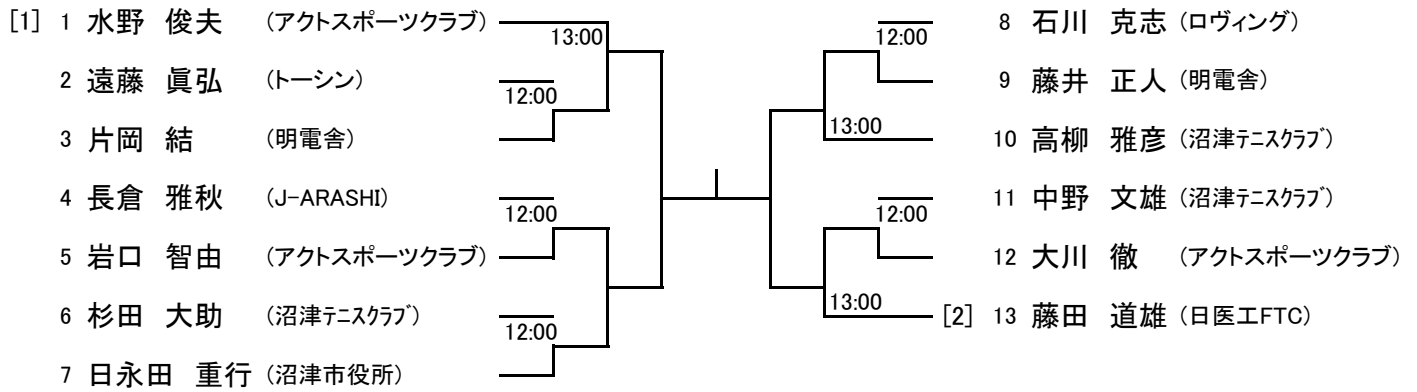 [1] 1 水野 俊夫 (アクトスポーツクラブ)
13:00
2 遠藤 眞弘 (トーシン)
12:00
3 片岡 結 (明電舎)
4 長倉 雅秋 (J-ARASHI)
12:00
5 岩口 智由 (アクトスポーツクラブ)
6 杉田 大助 (沼津テニスクラブ)
12:00
7 日永田 重行 (沼津市役所)
8 石川 克志 (ロヴィング)
12:00
9 藤井 正人 (明電舎)
13:00
10 高柳 雅彦 (沼津テニスクラブ)
11 中野 文雄 (沼津テニスクラブ)
12:00
12 大川 徹 (アクトスポーツクラブ)
13:00
[2] 13 藤田 道雄 (日医工FTC)